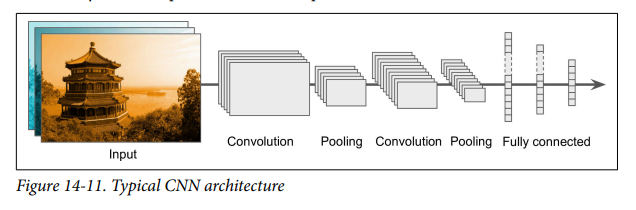 Input
Convolution
Pooling
Convolution
Pooling
Fully connected
Figure 14-11. Typical CNN architecture